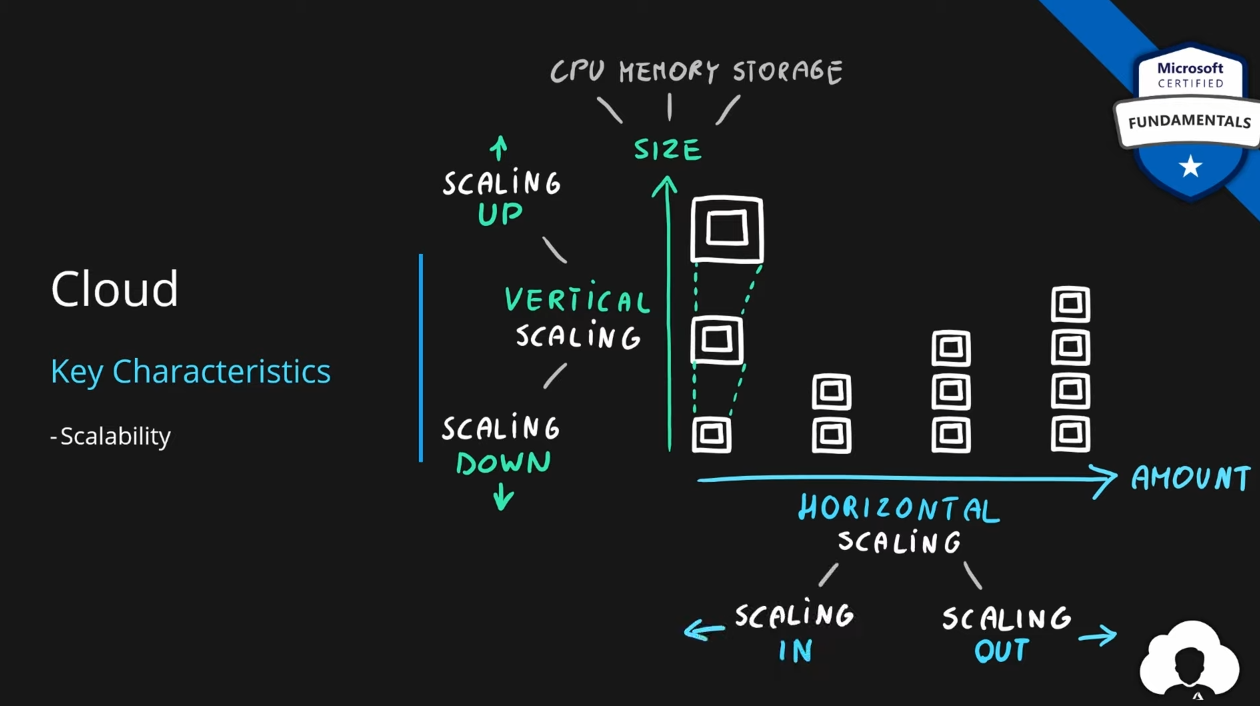 Cloud
Key Characteristics
- Scalability
CPU MEMORY STORAGE
SIZE
SCALING
UP
VERTICAL
SCALING
SCALING
DOWN
AMOUNT
HORIZONTAL
SCALING
SCALING
IN
SCALING
OUT
Microsoft
CERTIFIED
FUNDAMENTALS